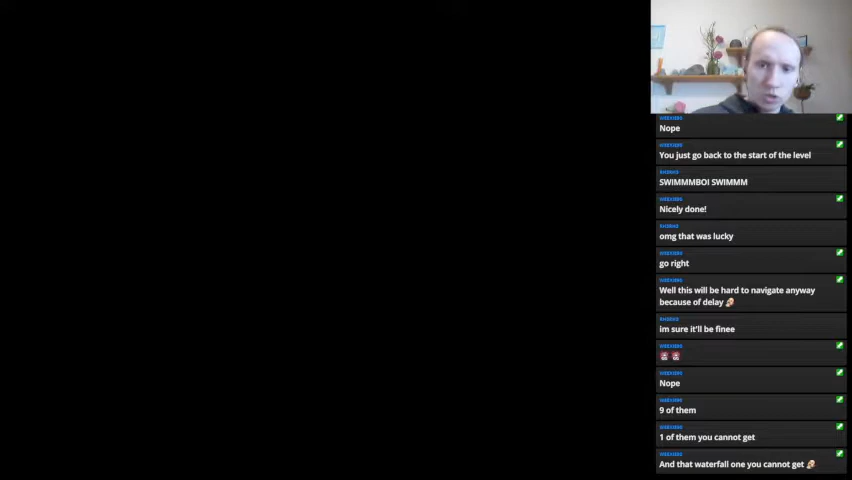 Nope
You just go back to the start of the level
SWIMMMBOI SWIMMM
Nicely done!
omg that was lucky
go right
Well this will be hard to navigate anyway
because of delay
im sure it'll be finee
Nope
9 of them
1 of them you cannot get
And that waterfall one you cannot get